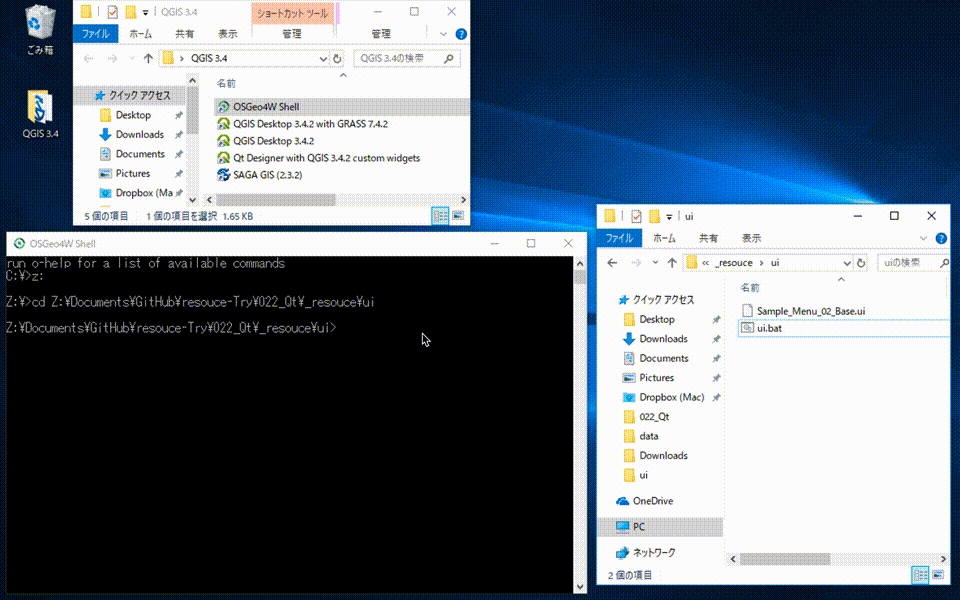 ごみ箱
QGIS 3.4
QGIS 3.4
ショートカット ツール
ファイル
ホーム
共有
表示
管理
管理
QGIS 3.4
QGIS 3.4の検索
クイック アクセス
Desktop
Downloads
Documents
Pictures
Dropbox (Ma
名前
OSGeo4W Shell
QGIS Desktop 3.4.2 with GRASS 7.4.2
QGIS Desktop 3.4.2
Qt Designer with QGIS 3.4.2 custom widgets
SAGA GIS (2.3.2)
5 個の項目
1 個の項目を選択 1.65 KB
OSGeo4W Shell
run o-help for a list of available commands
C:¥>z:
Z:¥>cd Z:¥Documents¥GitHub¥resouce-Try¥022_Qt¥_resouce¥ui
Z:¥Documents¥GitHub¥resouce-Try¥022_Qt¥_resouce¥ui>
ui
ファイル
ホーム
共有
表示
« _resouce › ui
uiの検索
クイック アクセス
Desktop
Downloads
Documents
Pictures
Dropbox (Mac)
022_Qt
data
Downloads
ui
OneDrive
PC
ネットワーク
名前
Sample_Menu_02_Base.ui
ui.bat
2 個の項目